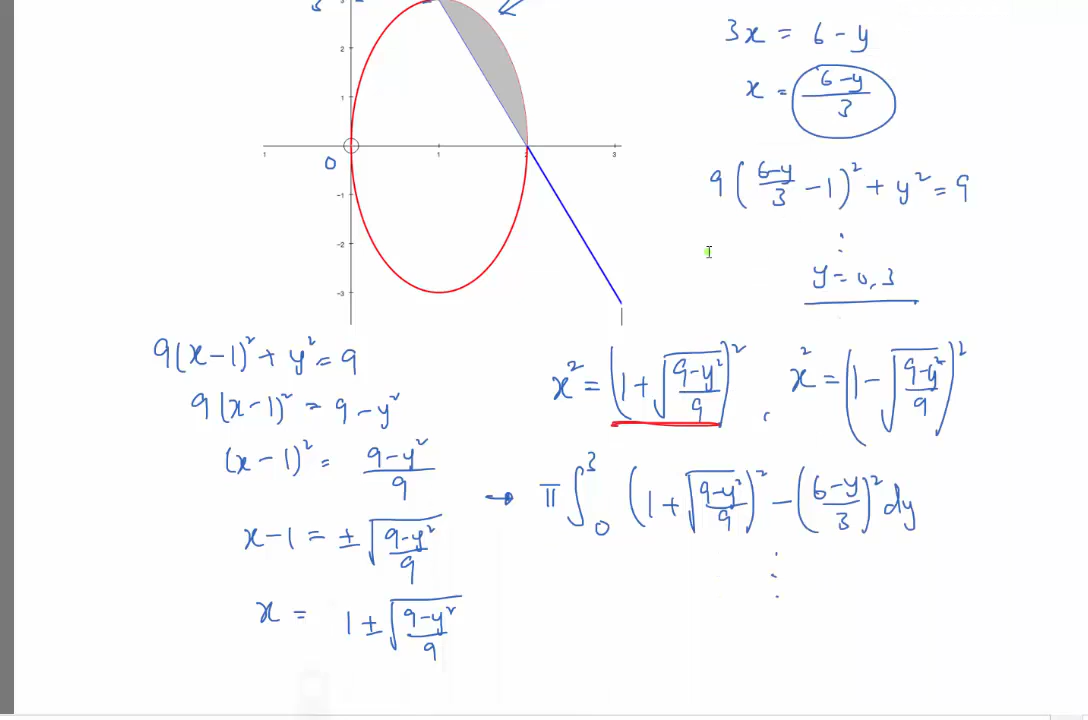 3
2
1
1 0 1 2 3
-1
-2
-3
3x = 6 - y
x = (6-y)/3
9((6-y)/3 - 1)² + y² = 9
⋮
y = 0, 3
9(x-1)² + y² = 9
9(x-1)² = 9 - y²
(x-1)² = (9-y²)/9
x-1 = ±√((9-y²)/9)
x = 1 ± √((9-y²)/9)
x² = (1 + √((9-y²)/9))² , x² = (1 - √((9-y²)/9))²
→ π∫₀³ (1 + √((9-y²)/9))² - ((6-y)/3)² dy
⋮